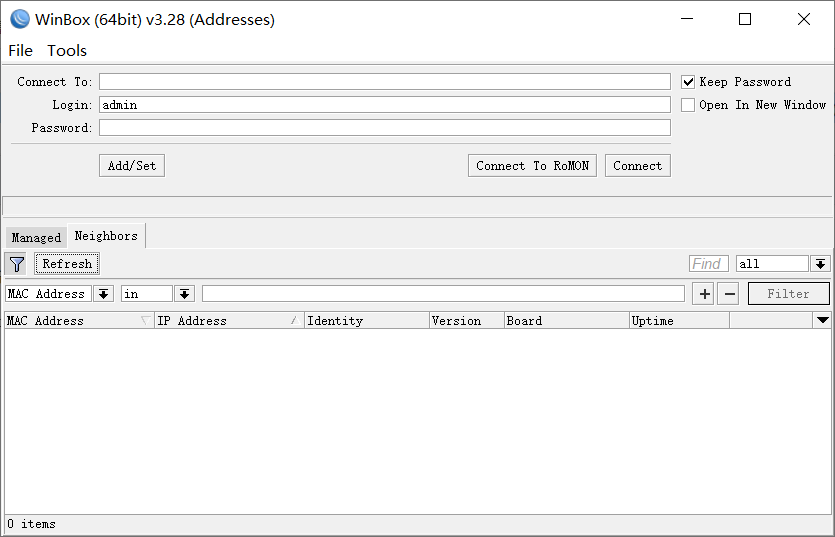 WinBox (64bit) v3.28 (Addresses)
File Tools
Connect To:
Keep Password
Login: admin
Open In New Window
Password:
Add/Set Connect To RoMON Connect
Managed Neighbors
Refresh Find all
MAC Address in + − Filter
MAC Address IP Address Identity Version Board Uptime
0 items